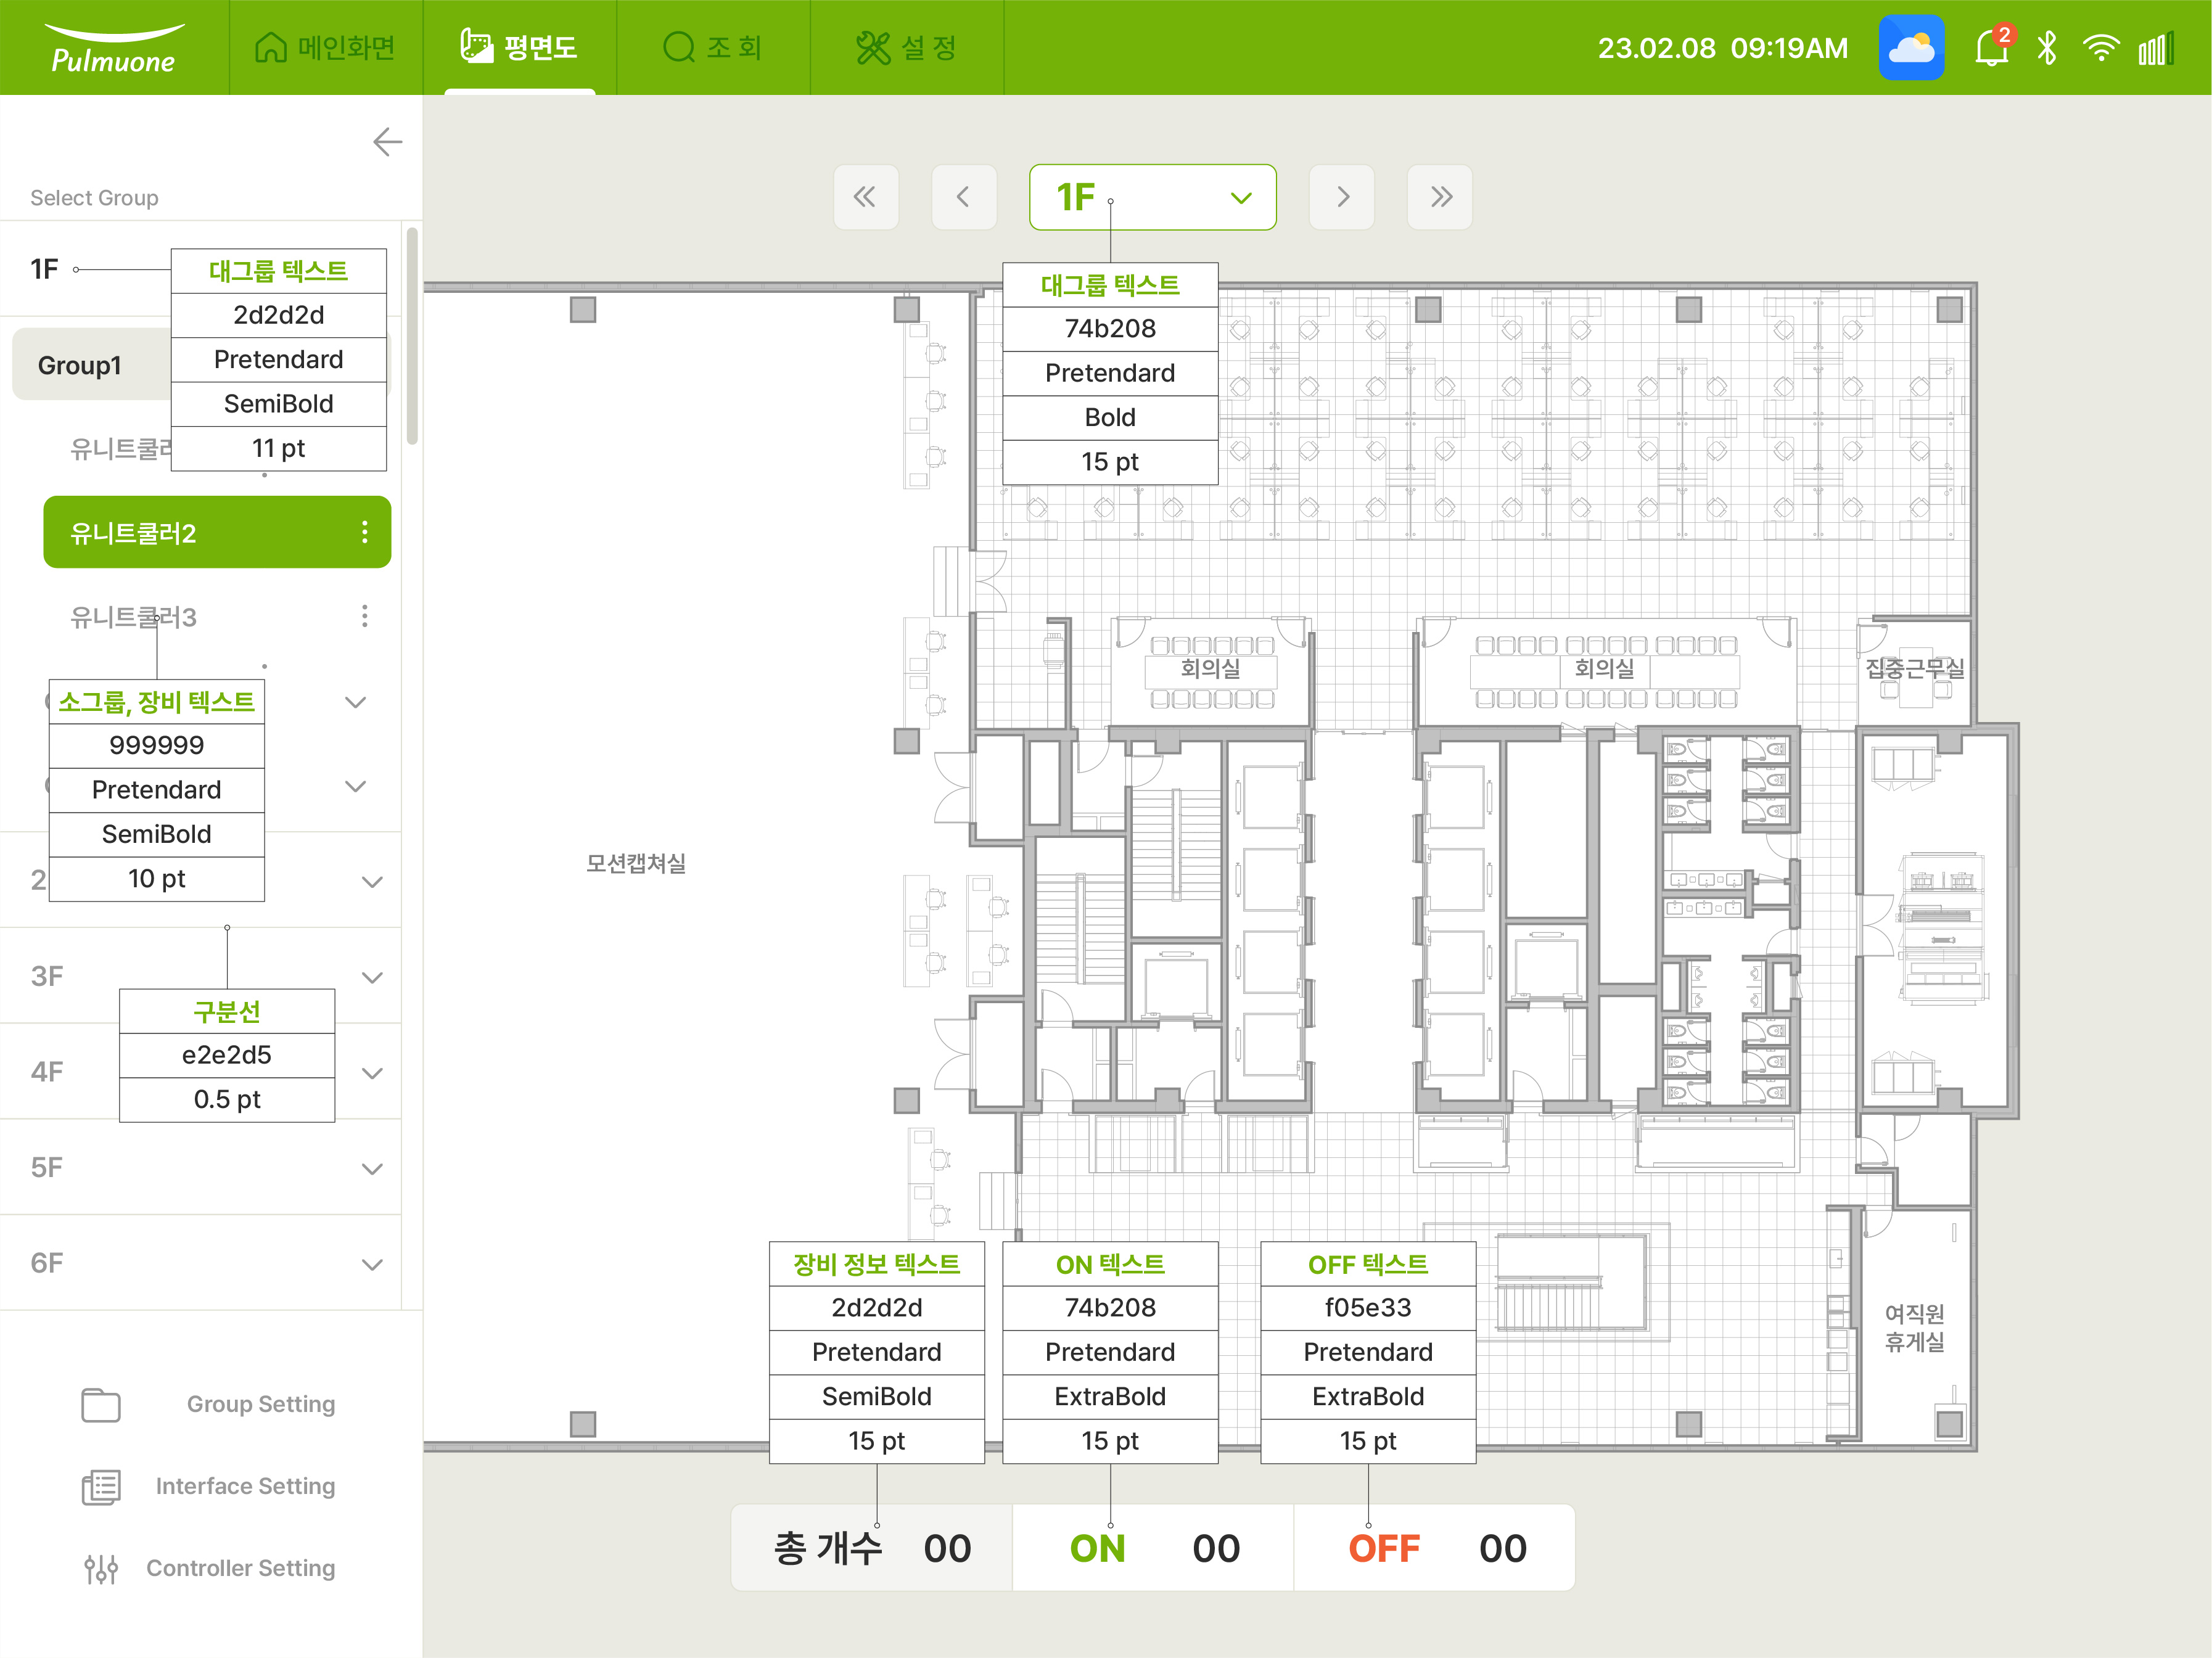 Pulmuone
메인화면
평면도
조 회
설 정
23.02.08 09:19AM
2
Select Group
1F
대그룹 텍스트
2d2d2d
Pretendard
SemiBold
11 pt
Group1
유니트쿨러
유니트쿨러2
유니트쿨러3
소그룹, 장비 텍스트
999999
Pretendard
SemiBold
10 pt
2
3F
구분선
e2e2d5
0.5 pt
4F
5F
6F
Group Setting
Interface Setting
Controller Setting
1F
대그룹 텍스트
74b208
Pretendard
Bold
15 pt
회의실
회의실
집중근무실
모션캡쳐실
여직원
휴게실
장비 정보 텍스트
2d2d2d
Pretendard
SemiBold
15 pt
ON 텍스트
74b208
Pretendard
ExtraBold
15 pt
OFF 텍스트
f05e33
Pretendard
ExtraBold
15 pt
총 개수 00
ON 00
OFF 00